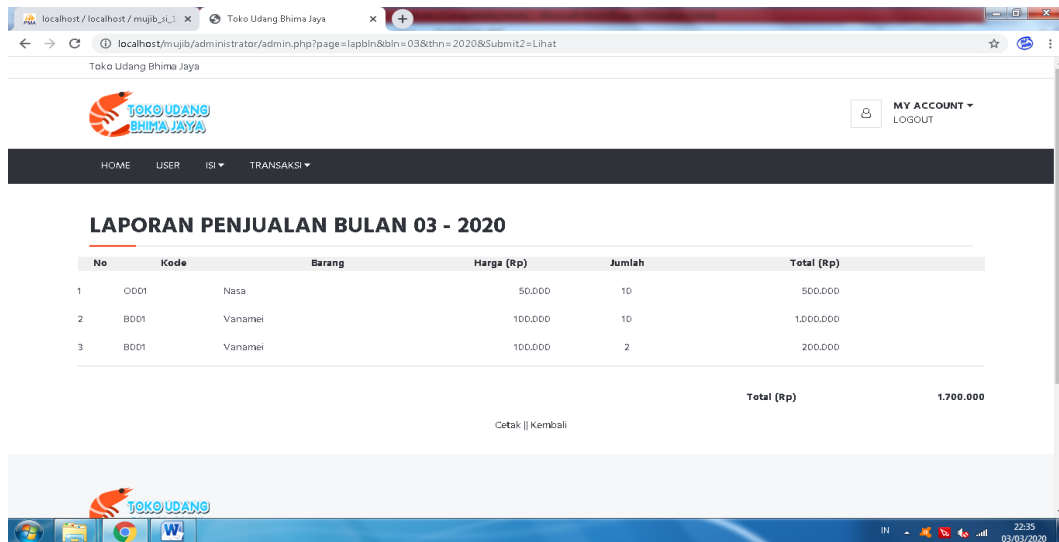 localhost / localhost / mujib_si_1
Toko Udang Bhima Jaya
localhost/mujib/administrator/admin.php?page=lapbln&bln=03&thn=2020&Submit2=Lihat
Toko Udang Bhima Jaya
TOKO UDANG
BHIMA JAYA
MY ACCOUNT
LOGOUT
HOME USER ISI TRANSAKSI
LAPORAN PENJUALAN BULAN 03 - 2020
No Kode Barang Harga (Rp) Jumlah Total (Rp)
1 O001 Nasa 50.000 10 500.000
2 B001 Vanamei 100.000 10 1.000.000
3 B001 Vanamei 100.000 2 200.000
Total (Rp) 1.700.000
Cetak || Kembali
TOKO UDANG
IN 22:35
03/03/2020